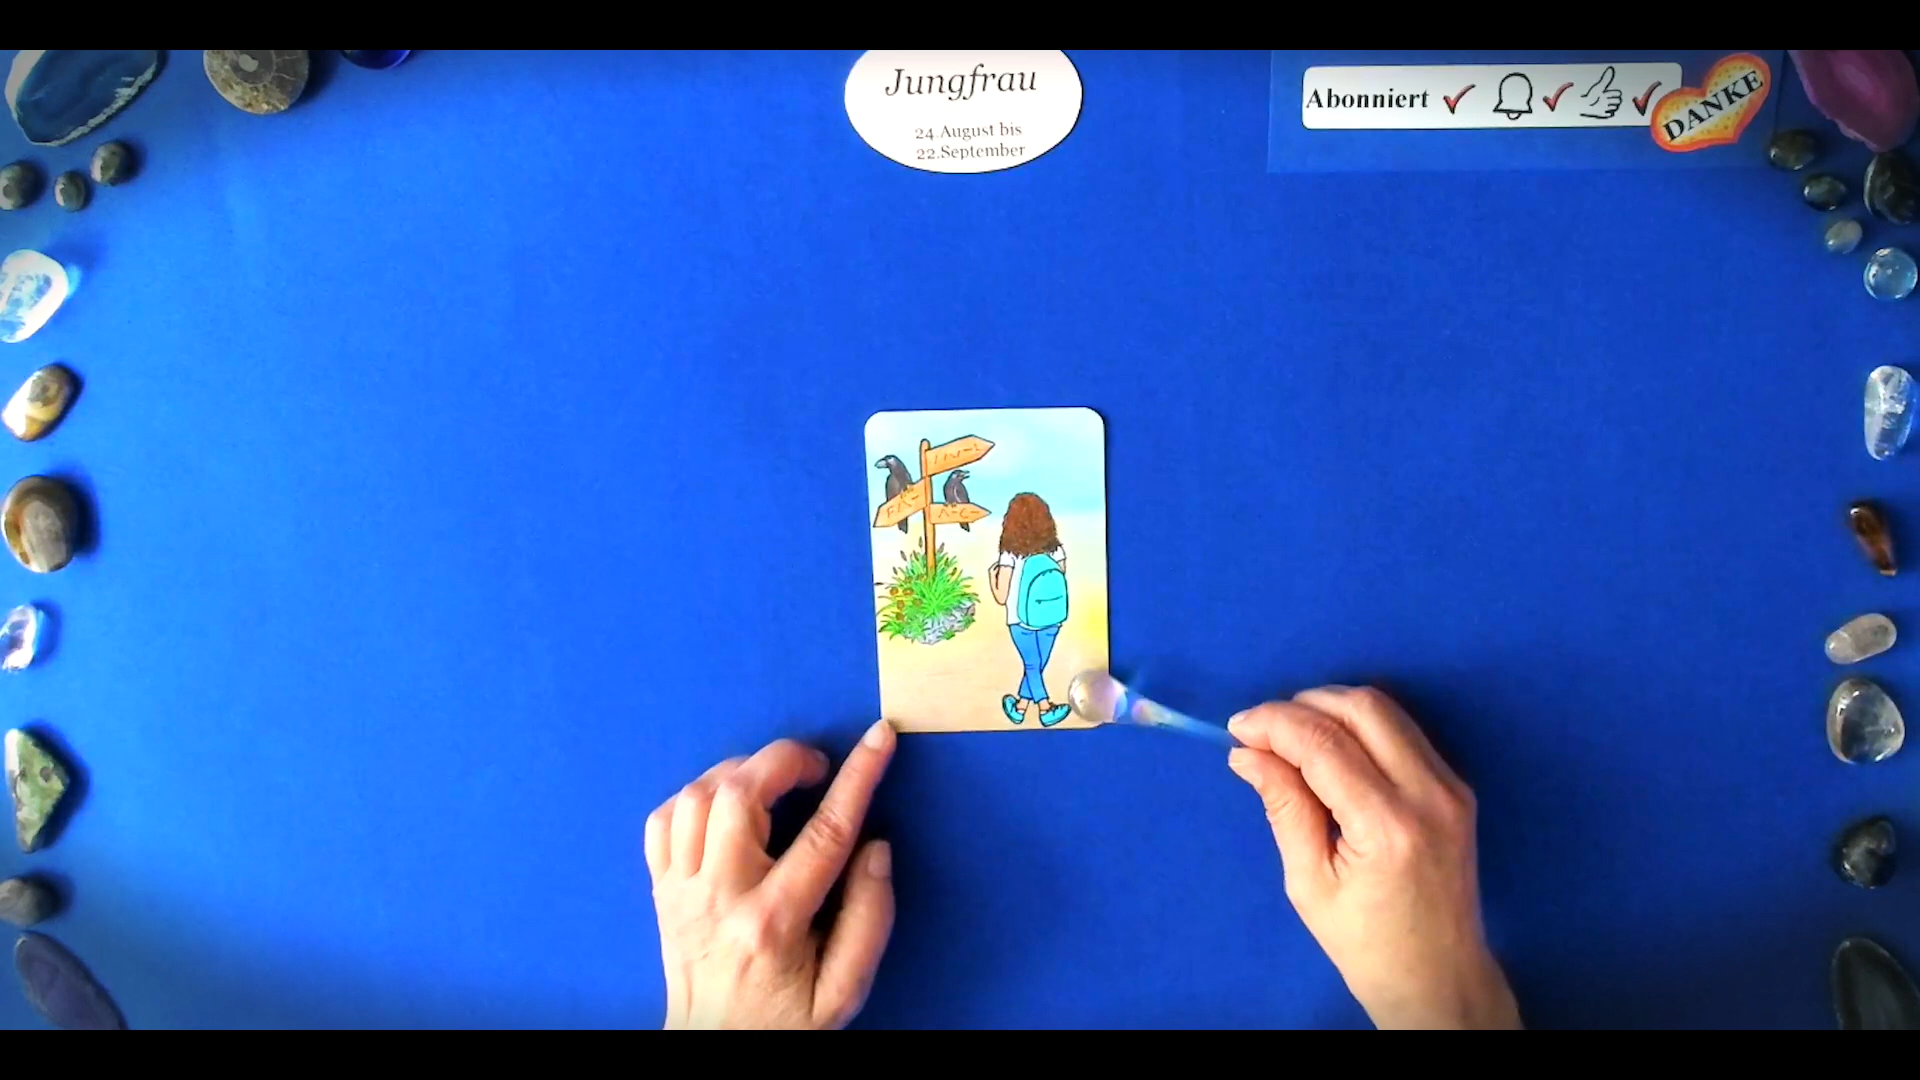 Jungfrau
24.August bis
22.September
Abonniert
DANKE